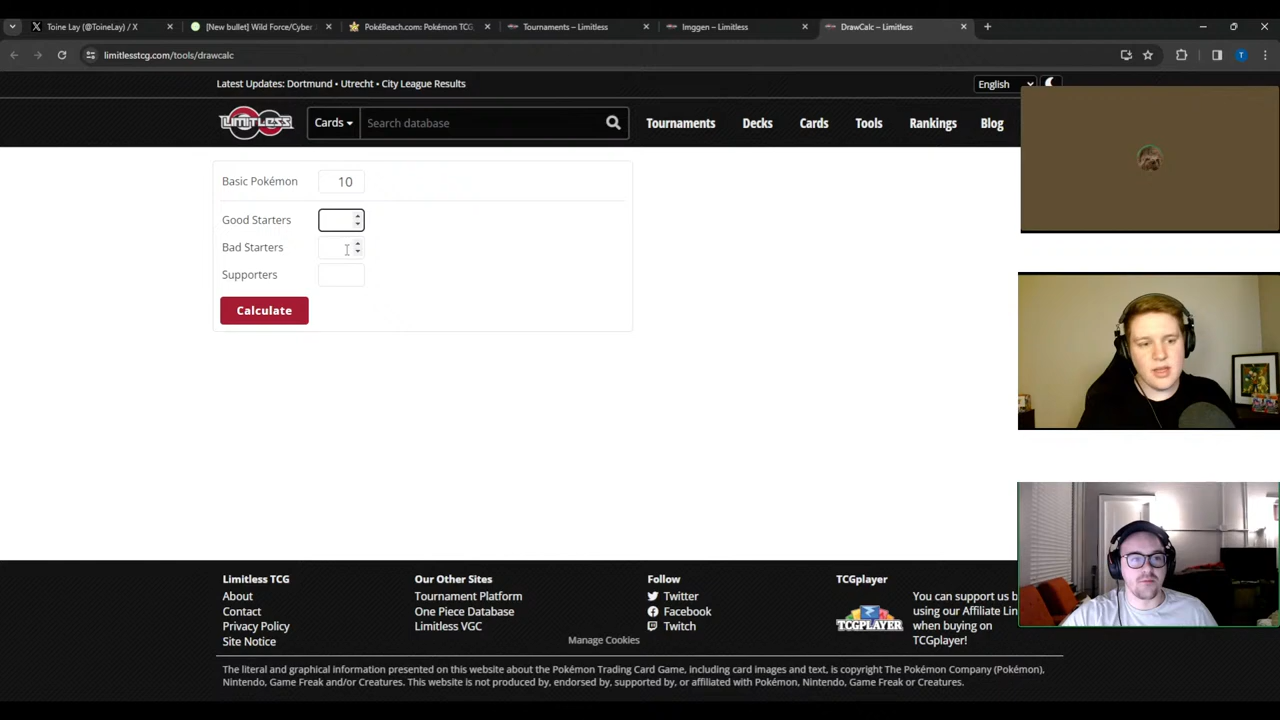 Toine Lay (@ToineLay) / X
[New bullet] Wild Force/Cyber
PokéBeach.com: Pokémon TCG
Tournaments – Limitless
Imggen – Limitless
DrawCalc – Limitless
limitlesstcg.com/tools/drawcalc
T
Latest Updates: Dortmund • Utrecht • City League Results
English
LIMITLESS
Cards
Search database
Tournaments
Decks
Cards
Tools
Rankings
Blog
Basic Pokémon
10
Good Starters
Bad Starters
Supporters
Calculate
Limitless TCG
About
Contact
Privacy Policy
Site Notice
Our Other Sites
Tournament Platform
One Piece Database
Limitless VGC
Follow
Twitter
Facebook
Twitch
Manage Cookies
TCGplayer
TCGPLAYER
You can support us b
using our Affiliate Lin
when buying on
TCGplayer!
The literal and graphical information presented on this website about the Pokémon Trading Card Game, including card images and text, is copyright The Pokémon Company (Pokémon),
Nintendo, Game Freak and/or Creatures. This website is not produced by, endorsed by, supported by, or affiliated with Pokémon, Nintendo, Game Freak or Creatures.